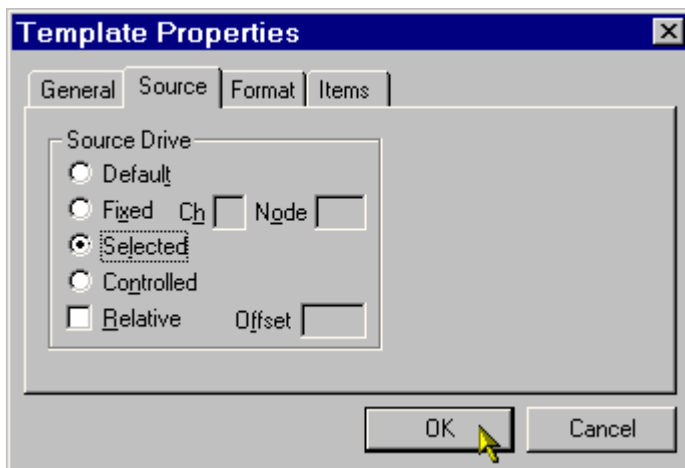 Template Properties
General Source Format Items
Source Drive
Default
Fixed Ch Node
Selected
Controlled
Relative Offset
OK Cancel